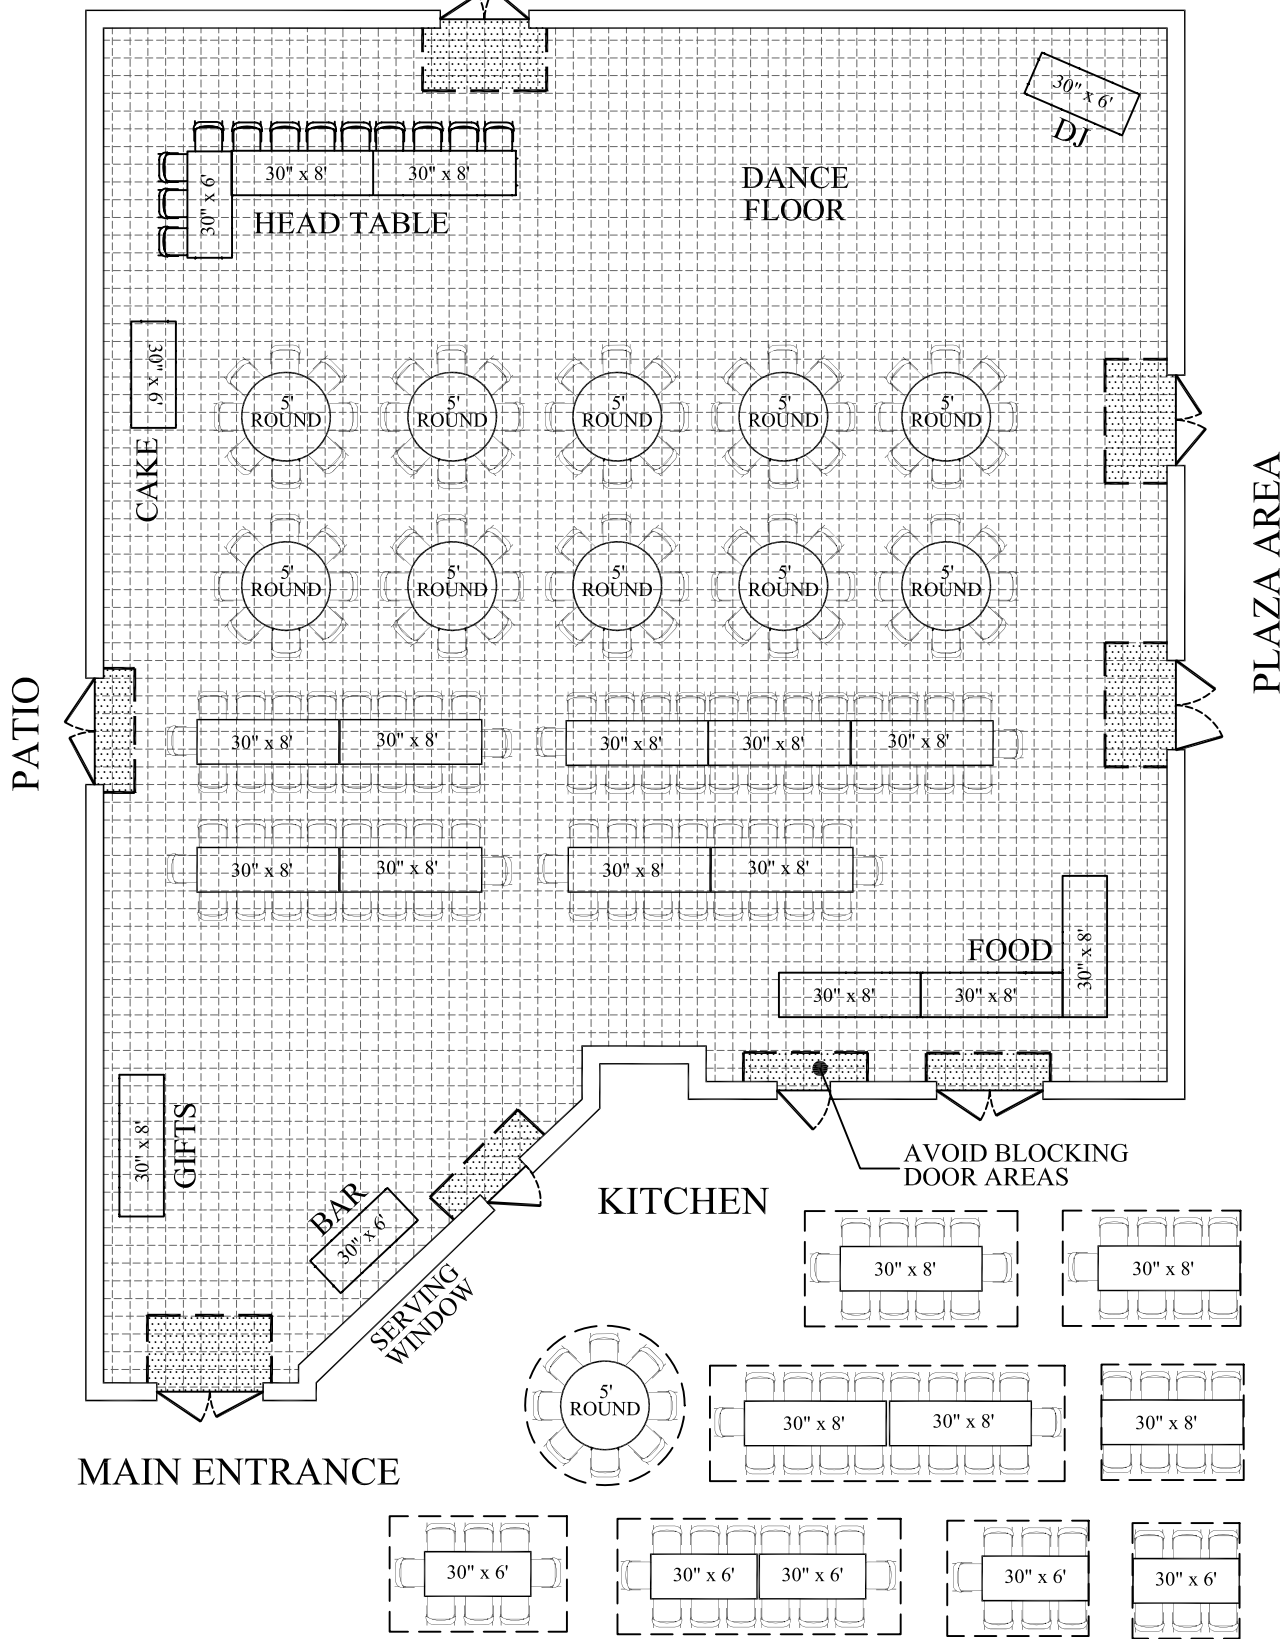 30" x 6'
DJ
DANCE
FLOOR
30" x 8'
30" x 8'
30" x 6'
HEAD TABLE
30" x 6'
CAKE
5'
ROUND
5'
ROUND
5'
ROUND
5'
ROUND
5'
ROUND
5'
ROUND
5'
ROUND
5'
ROUND
5'
ROUND
5'
ROUND
PLAZA AREA
PATIO
30" x 8'
30" x 8'
30" x 8'
30" x 8'
30" x 8'
30" x 8'
30" x 8'
30" x 8'
30" x 8'
FOOD
30" x 8'
30" x 8'
30" x 8'
30" x 8'
GIFTS
BAR
30" x 6'
SERVING
WINDOW
KITCHEN
AVOID BLOCKING
DOOR AREAS
30" x 8'
30" x 8'
MAIN ENTRANCE
5'
ROUND
30" x 8'
30" x 8'
30" x 8'
30" x 6'
30" x 6'
30" x 6'
30" x 6'
30" x 6'